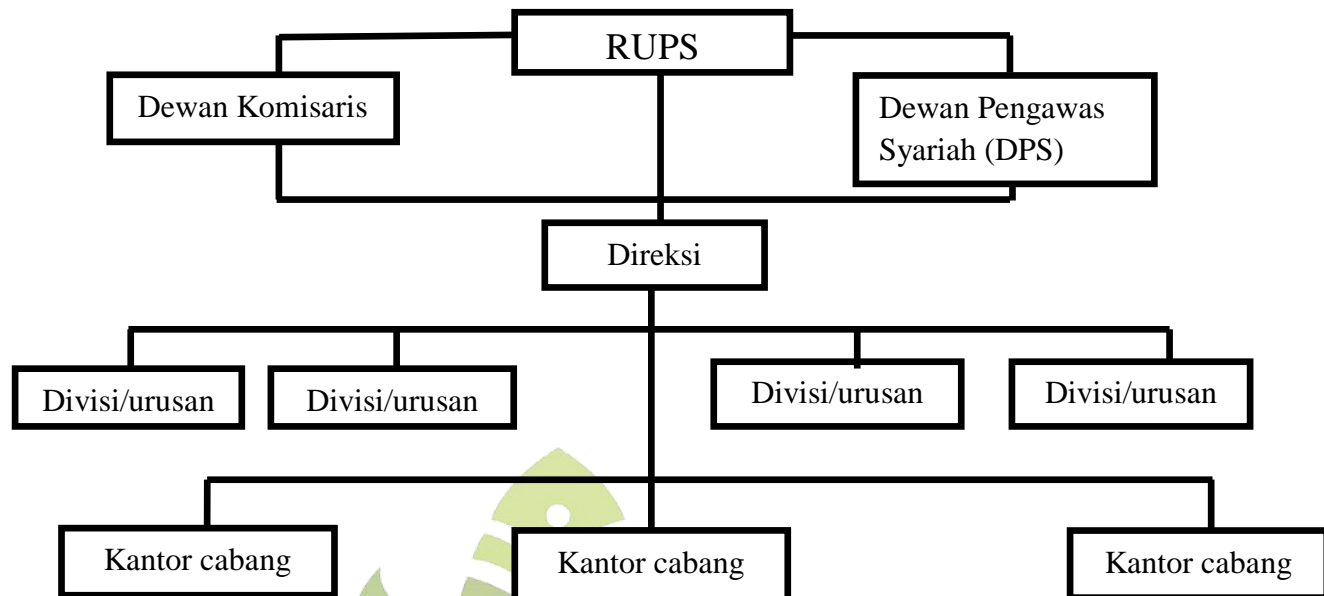 RUPS
Dewan Komisaris
Dewan Pengawas
Syariah (DPS)
Direksi
Divisi/urusan
Divisi/urusan
Divisi/urusan
Divisi/urusan
Kantor cabang
Kantor cabang
Kantor cabang